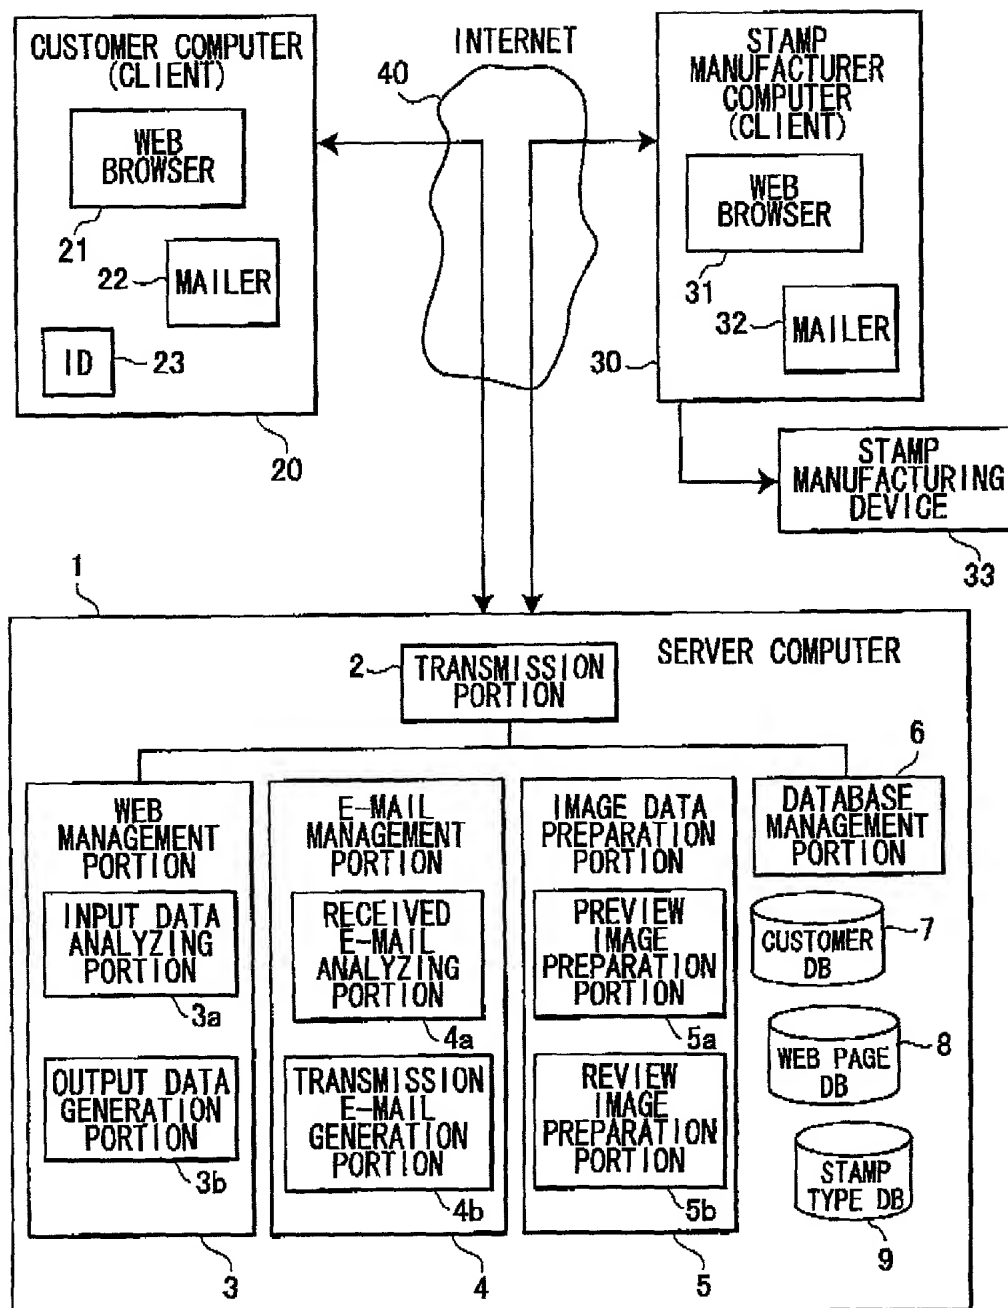 CUSTOMER COMPUTER
(CLIENT)
WEB
BROWSER
21
22
MAILER
ID
23
20
INTERNET
40
STAMP
MANUFACTURER
COMPUTER
(CLIENT)
WEB
BROWSER
31
32
MAILER
30
STAMP
MANUFACTURING
DEVICE
33
1
SERVER COMPUTER
2
TRANSMISSION
PORTION
WEB
MANAGEMENT
PORTION
INPUT DATA
ANALYZING
PORTION
3a
OUTPUT DATA
GENERATION
PORTION
3b
3
E-MAIL
MANAGEMENT
PORTION
RECEIVED
E-MAIL
ANALYZING
PORTION
4a
TRANSMISSION
E-MAIL
GENERATION
PORTION
4b
4
IMAGE DATA
PREPARATION
PORTION
PREVIEW
IMAGE
PREPARATION
PORTION
5a
REVIEW
IMAGE
PREPARATION
PORTION
5b
5
6
DATABASE
MANAGEMENT
PORTION
CUSTOMER
DB
7
WEB PAGE
DB
8
STAMP
TYPE DB
9